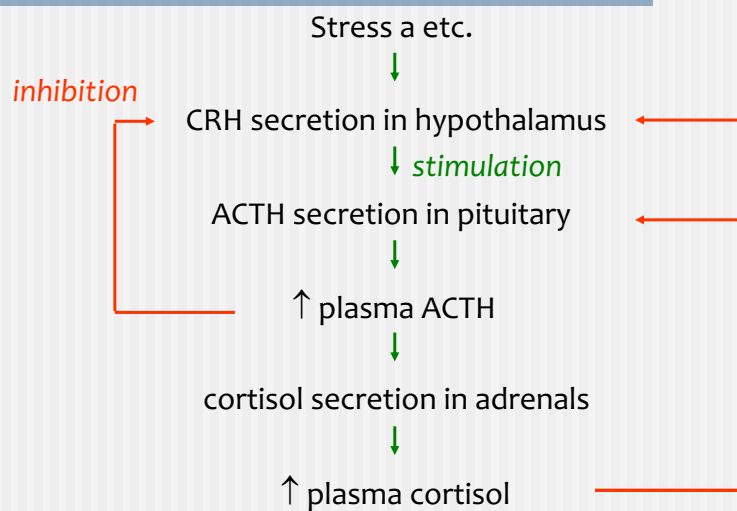 Stress a etc.
inhibition
CRH secretion in hypothalamus
stimulation
ACTH secretion in pituitary
↑ plasma ACTH
cortisol secretion in adrenals
↑ plasma cortisol